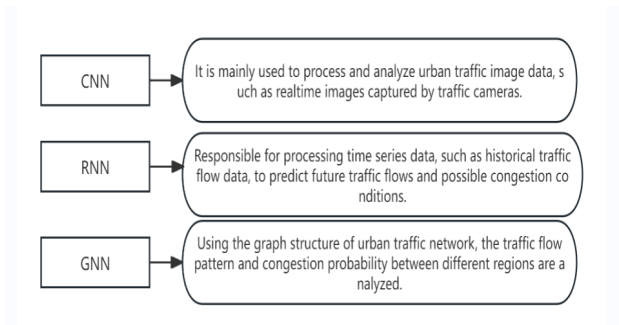 CNN
It is mainly used to process and analyze urban traffic image data, s
uch as realtime images captured by traffic cameras.
RNN
Responsible for processing time series data, such as historical traffic
flow data, to predict future traffic flows and possible congestion co
nditions.
GNN
Using the graph structure of urban traffic network, the traffic flow
pattern and congestion probability between different regions are a
nalyzed.